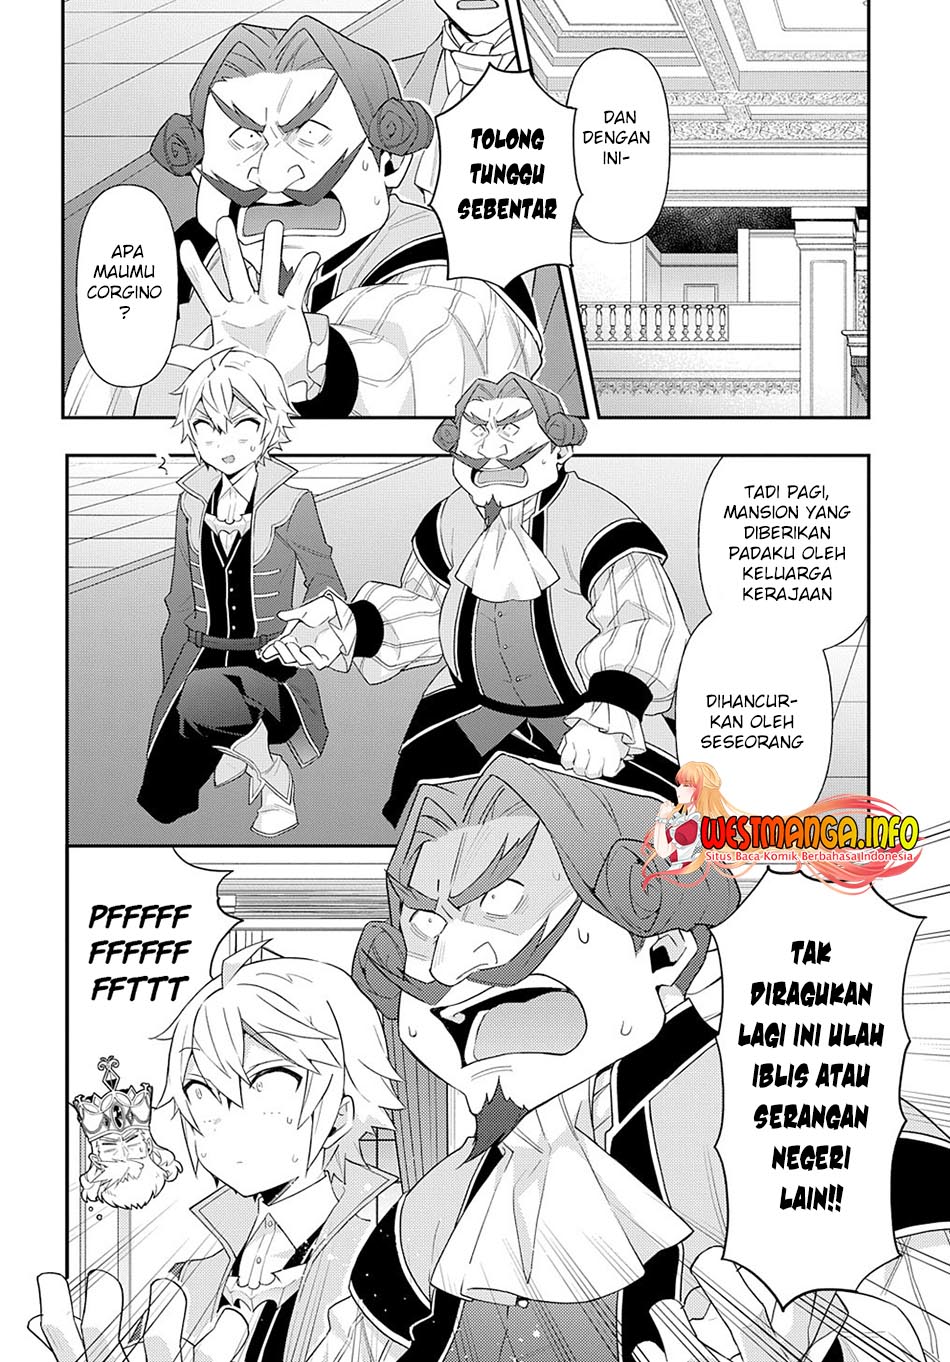 DAN
DENGAN
INI-
TOLONG
TUNGGU
SEBENTAR
APA
MAUMU
CORGINO
?
TADI PAGI,
MANSION YANG
DIBERIKAN
PADAKU OLEH
KELUARGA
KERAJAAN
DIHANCUR-
KAN OLEH
SESEORANG
WESTMANGA.INFO
Situs Baca Komik Berbahasa Indonesia
TAK
DIRAGUKAN
LAGI INI ULAH
IBLIS ATAU
SERANGAN
NEGERI
LAIN!!
PFFFFF
FFFFFF
FFTTT